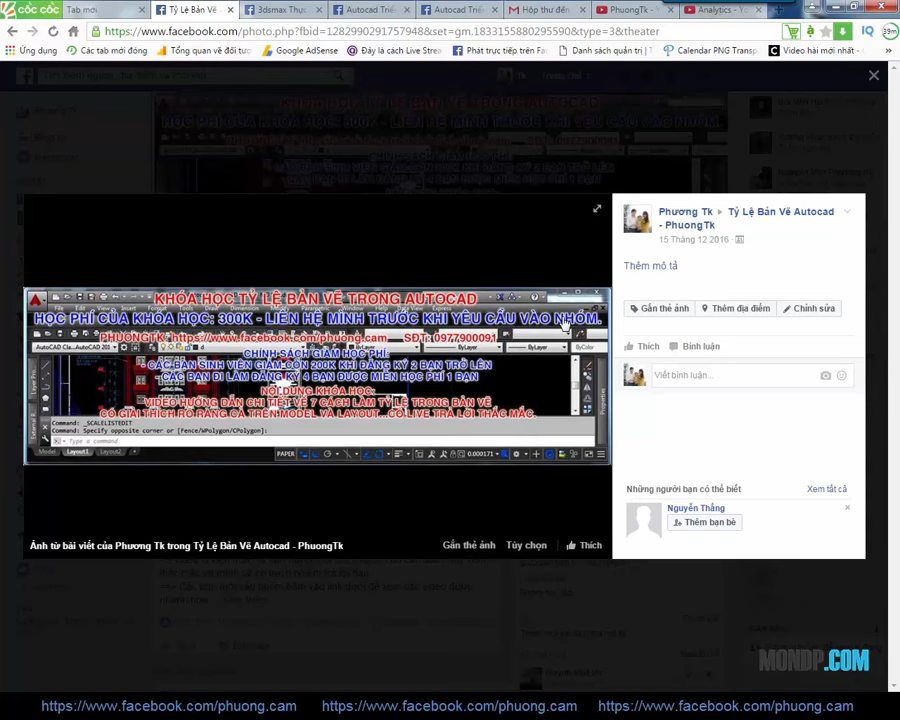 cốc cốc
Tab mới
Tỷ Lệ Bản Vẽ
3dsmax Thực
Autocad Triể
Autocad Triể
Hộp thư đến
PhuongTk -
Analytics -
https://www.facebook.com/photo.php?fbid=1282990291757948&set=gm.1833155880295590&type=3&theater
Ứng dụng
Các tab mới đóng
Tổng quan về đối tư
Google AdSense
Đây là cách Live Strea
Phát trực tiếp trên Fac
Danh sách quản trị
Calendar PNG Transp
Video hài mới 2016
Phương Tk ▸ Tỷ Lệ Bản Vẽ Autocad
- PhuongTk
15 Tháng 12 2016
Thêm mô tả
Gắn thẻ ảnh
Thêm địa điểm
Chỉnh sửa
Thích
Bình luận
Viết bình luận...
KHÓA HỌC TỶ LỆ BẢN VẼ TRONG AUTOCAD
HỌC PHÍ CỦA KHÓA HỌC: 300K - LIÊN HỆ MÌNH TRƯỚC KHI YÊU CẦU VÀO NHÓM.
PHUONGTK: https://www.facebook.com/phuong.cam SĐT: 0977900091
CHÍNH SÁCH GIẢM HỌC PHÍ:
- CÁC BẠN SINH VIÊN GIẢM CÒN 200K KHI ĐĂNG KÝ 2 BẠN TRỞ LÊN
- CÁC BẠN ĐI LÀM ĐĂNG KÝ 4 BẠN ĐƯỢC MIỄN HỌC PHÍ 1 BẠN
NỘI DUNG KHÓA HỌC:
VIDEO HƯỚNG DẪN CHI TIẾT VỀ 7 CÁCH LÀM TỶ LỆ TRONG BẢN VẼ
CÓ GIẢI THÍCH RÕ RÀNG CẢ TRÊN MODEL VÀ LAYOUT...CÓ LIVE TRẢ LỜI THẮC MẮC.
ByLayer
ByLayer
ByColor
Properties
Command: _SCALELISTEDIT
Command: Specify opposite corner or [Fence/WPolygon/CPolygon]:
Type a command
Model
Layout1
Layout2
PAPER
0.000171
Những người bạn có thể biết
Xem tất cả
Nguyễn Thắng
Thêm bạn bè
Ảnh từ bài viết của Phương Tk trong Tỷ Lệ Bản Vẽ Autocad - PhuongTk
Gắn thẻ ảnh
Tùy chọn
Thích
MONDP.COM
https://www.facebook.com/phuong.cam
https://www.facebook.com/phuong.cam
https://www.facebook.com/phuong.cam